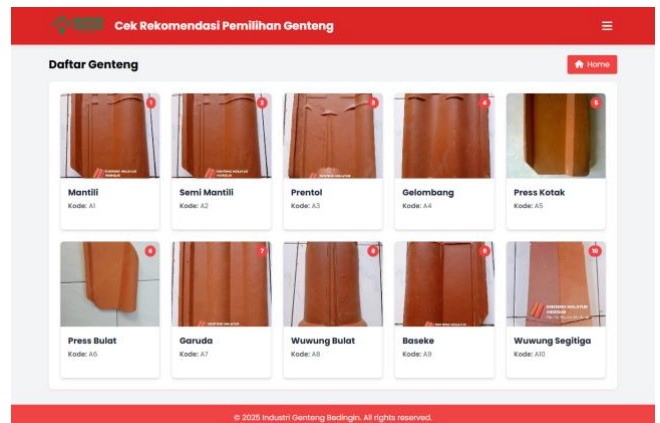 Cek Rekomendasi Pemilihan Genteng
Daftar Genteng
Home
1
2
3
4
5
Mantili
Semi Mantili
Prentol
Gelombang
Press Kotak
Kode: A1
Kode: A2
Kode: A3
Kode: A4
Kode: A5
6
7
8
9
10
Press Bulat
Garuda
Wuwung Bulat
Baseke
Wuwung Segitiga
Kode: A6
Kode: A7
Kode: A8
Kode: A9
Kode: A10
© 2025 Industri Genteng Bedingin. All rights reserved.